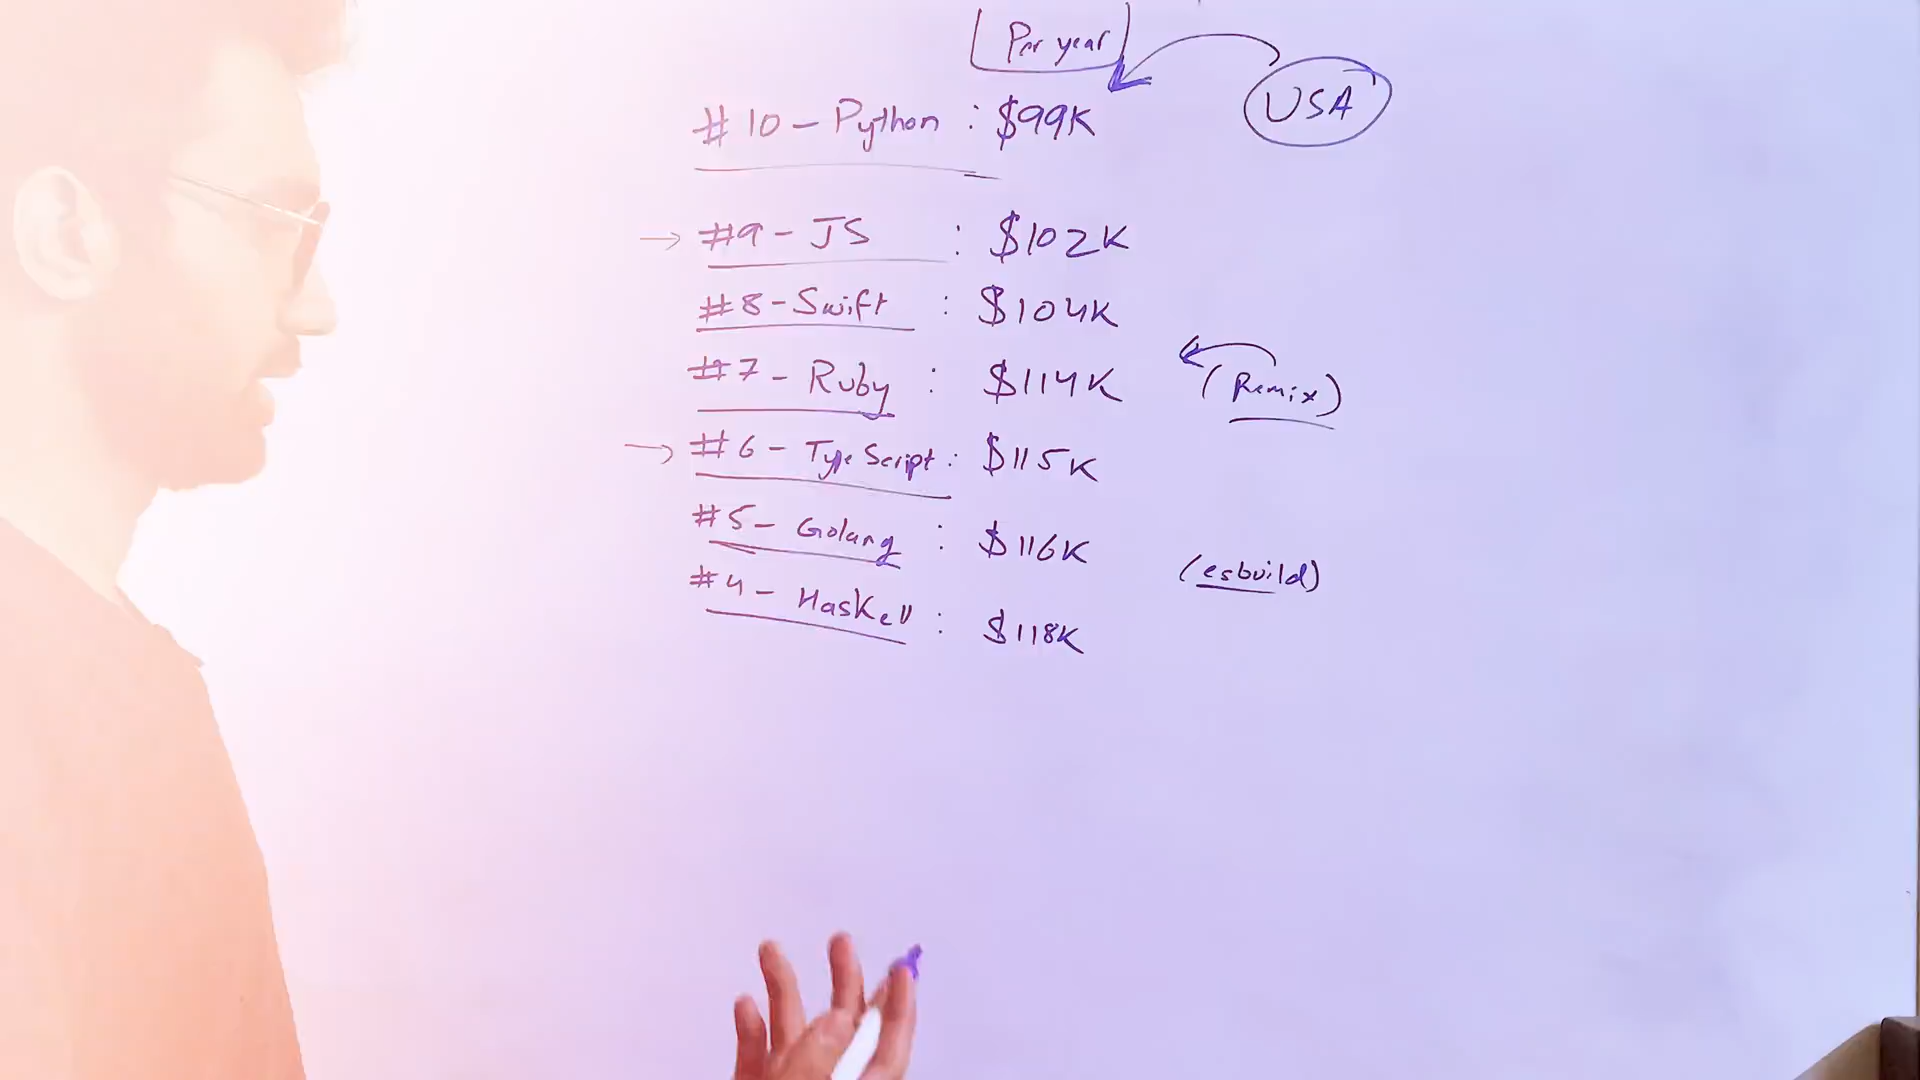 Per year
USA
#10 - Python : $99K
#9 - JS : $102K
#8 - Swift : $104K
#7 - Ruby : $114K (Remix)
#6 - TypeScript : $115K
#5 - Golang : $116K (esbuild)
#4 - Haskell : $118K